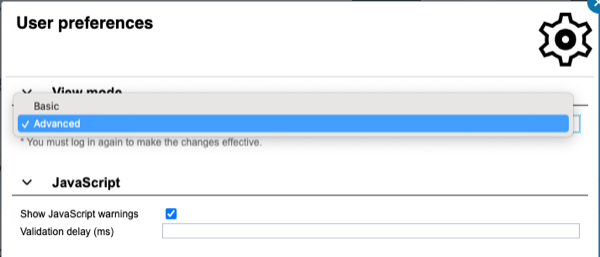 User preferences
View mode
Basic
✓ Advanced
* You must log in again to make the changes effective.
JavaScript
Show JavaScript warnings
Validation delay (ms)